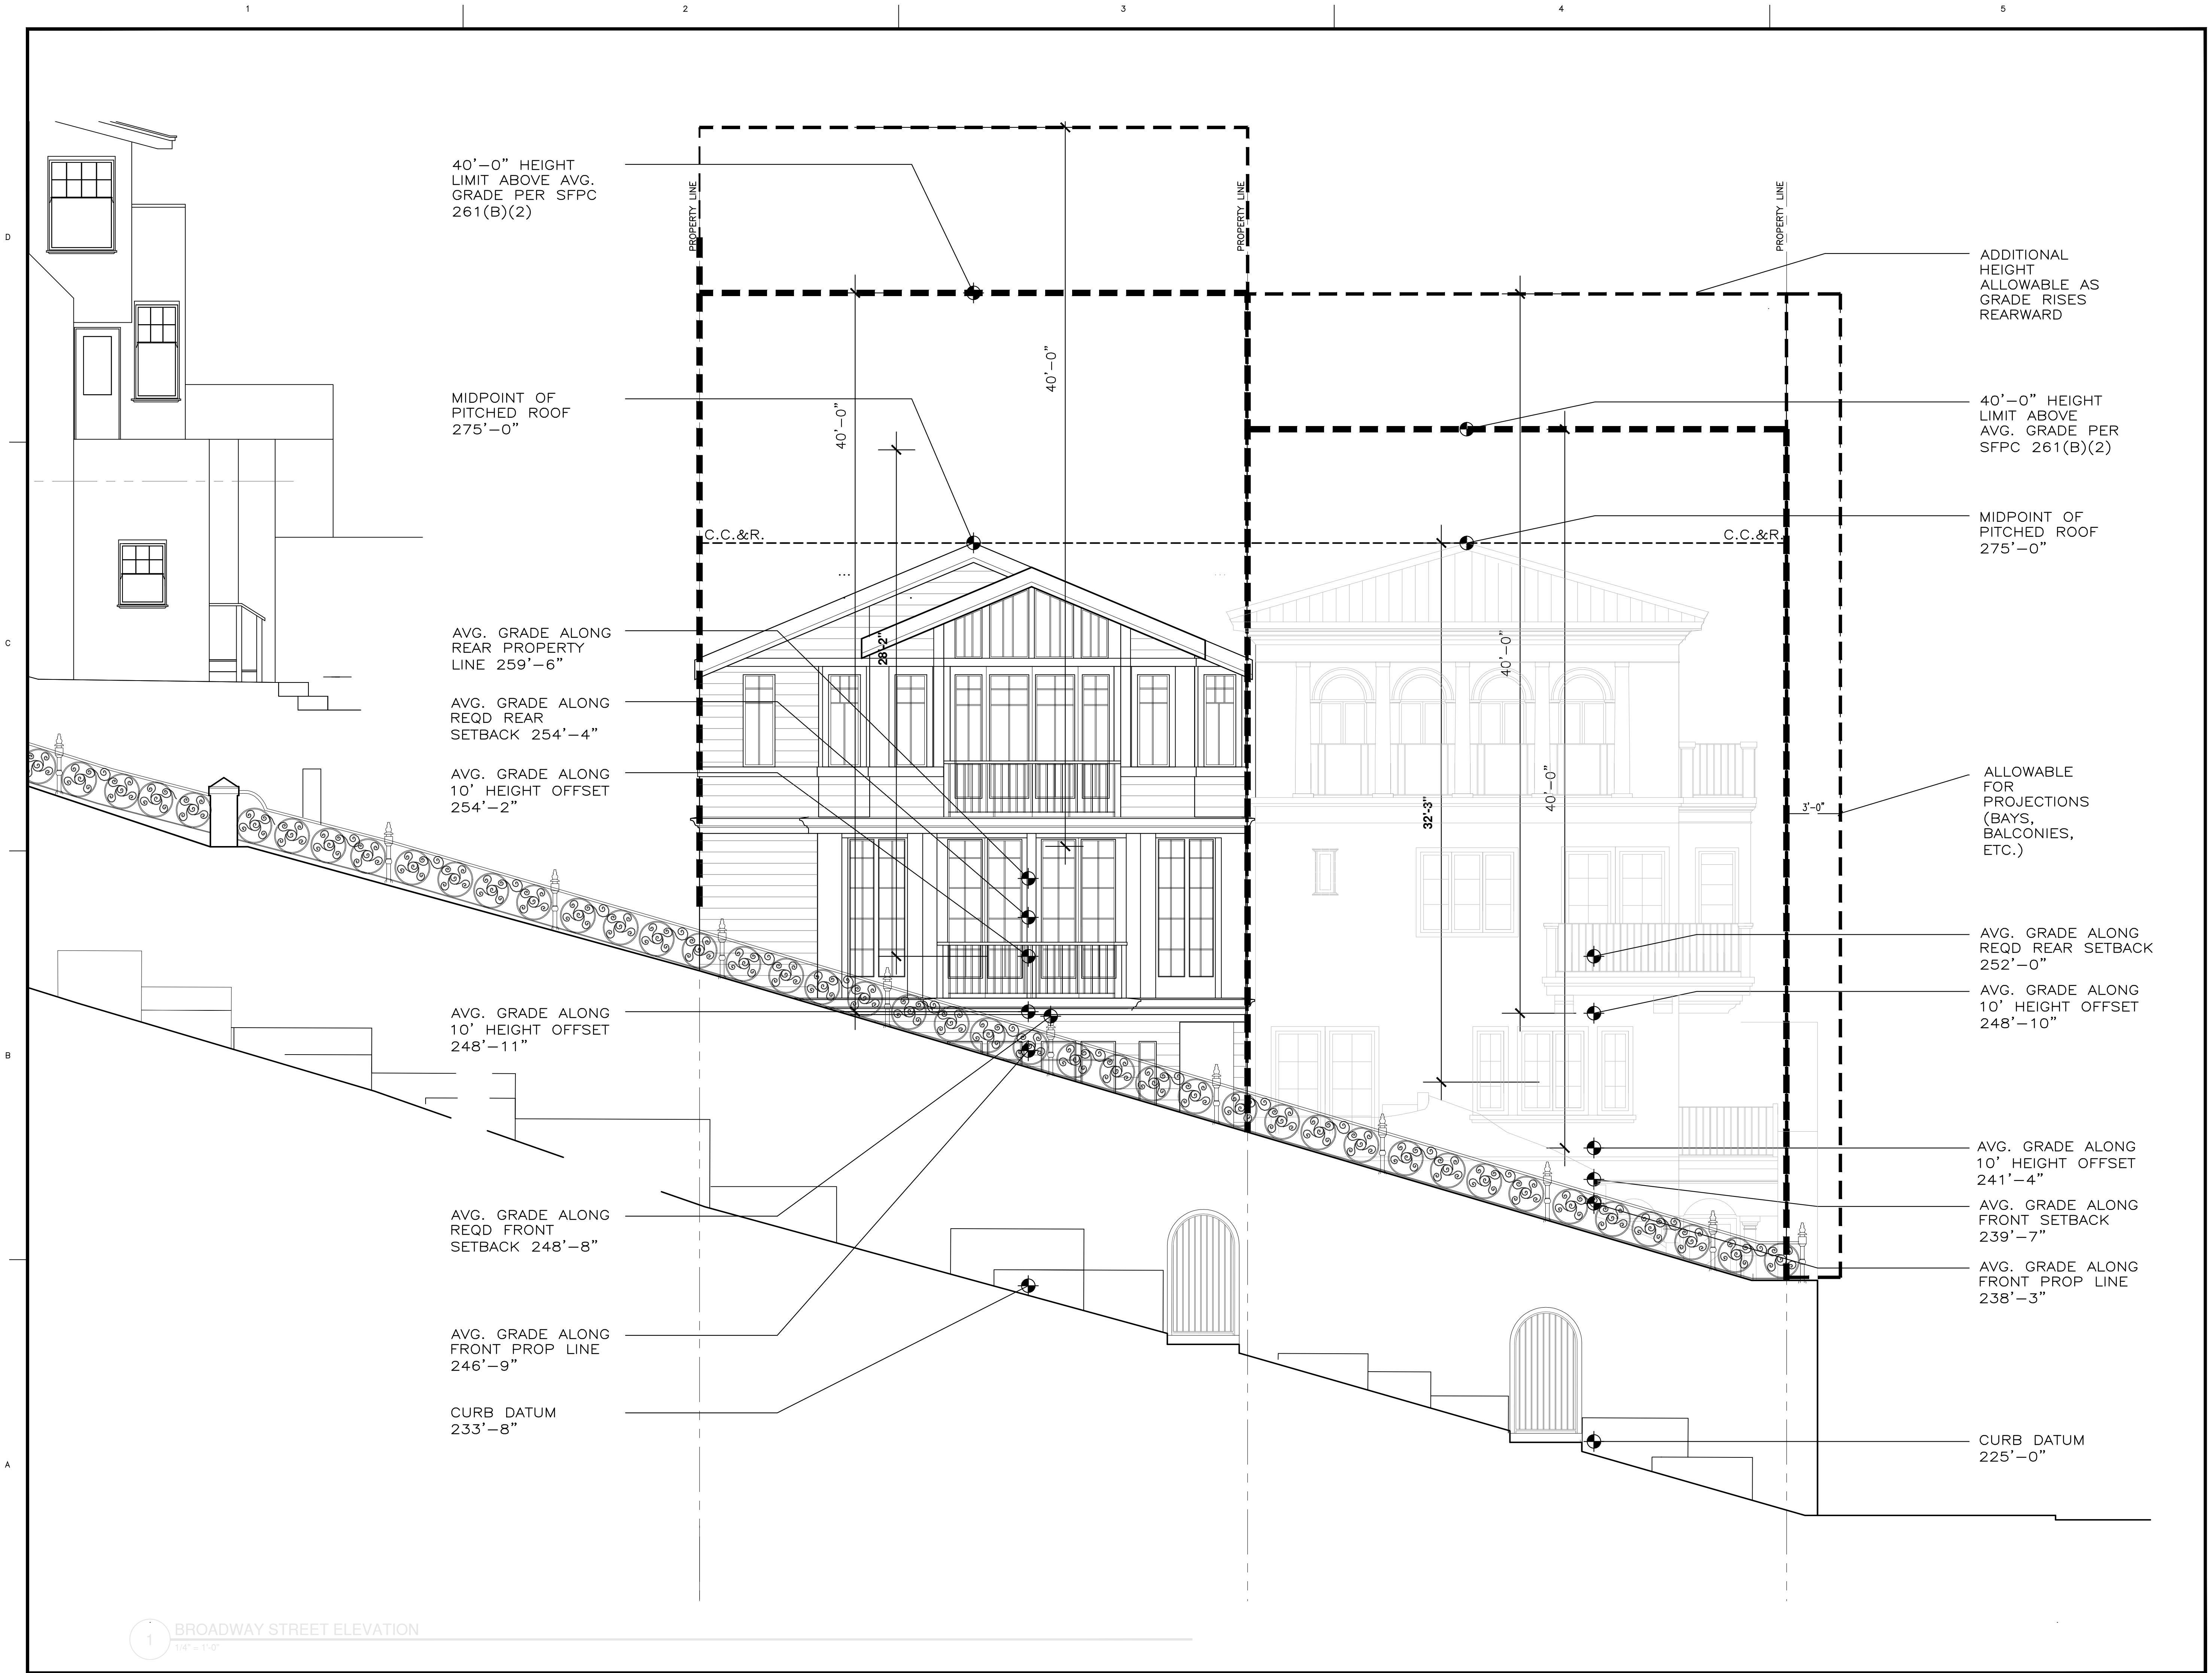 1 2 3 4 5
D
C
B
A
40'-0" HEIGHT
LIMIT ABOVE AVG.
GRADE PER SFPC
261(B)(2)
MIDPOINT OF
PITCHED ROOF
275'-0"
AVG. GRADE ALONG
REAR PROPERTY
LINE 259'-6"
AVG. GRADE ALONG
REQD REAR
SETBACK 254'-4"
AVG. GRADE ALONG
10' HEIGHT OFFSET
254'-2"
AVG. GRADE ALONG
10' HEIGHT OFFSET
248'-11"
AVG. GRADE ALONG
REQD FRONT
SETBACK 248'-8"
AVG. GRADE ALONG
FRONT PROP LINE
246'-9"
CURB DATUM
233'-8"
PROPERTY LINE
PROPERTY LINE
PROPERTY LINE
C.C.&R.
C.C.&R.
40'-0"
40'-0"
28'-2"
40'-0"
40'-0"
32'-3"
3'-0"
ADDITIONAL
HEIGHT
ALLOWABLE AS
GRADE RISES
REARWARD
40'-0" HEIGHT
LIMIT ABOVE
AVG. GRADE PER
SFPC 261(B)(2)
MIDPOINT OF
PITCHED ROOF
275'-0"
ALLOWABLE
FOR
PROJECTIONS
(BAYS,
BALCONIES,
ETC.)
AVG. GRADE ALONG
REQD REAR SETBACK
252'-0"
AVG. GRADE ALONG
10' HEIGHT OFFSET
248'-10"
AVG. GRADE ALONG
10' HEIGHT OFFSET
241'-4"
AVG. GRADE ALONG
FRONT SETBACK
239'-7"
AVG. GRADE ALONG
FRONT PROP LINE
238'-3"
CURB DATUM
225'-0"
1
BROADWAY STREET ELEVATION
1/4" = 1'-0"